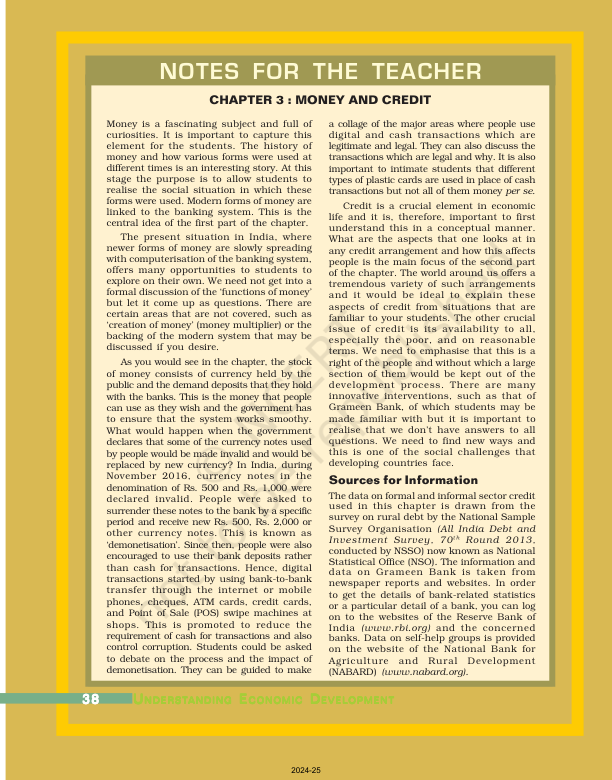 NOTES FOR THE TEACHER
CHAPTER 3 : MONEY AND CREDIT
Money is a fascinating subject and full of
curiosities. It is important to capture this
element for the students. The history of
money and how various forms were used at
different times is an interesting story. At this
stage the purpose is to allow students to
realise the social situation in which these
forms were used. Modern forms of money are
linked to the banking system. This is the
central idea of the first part of the chapter.
The present situation in India, where
newer forms of money are slowly spreading
with computerisation of the banking system,
offers many opportunities to students to
explore on their own. We need not get into a
formal discussion of the 'functions of money'
but let it come up as questions. There are
certain areas that are not covered, such as
'creation of money' (money multiplier) or the
backing of the modern system that may be
discussed if you desire.
As you would see in the chapter, the stock
of money consists of currency held by the
public and the demand deposits that they hold
with the banks. This is the money that people
can use as they wish and the government has
to ensure that the system works smoothy.
What would happen when the government
declares that some of the currency notes used
by people would be made invalid and would be
replaced by new currency? In India, during
November 2016, currency notes in the
denomination of Rs. 500 and Rs. 1,000 were
declared invalid. People were asked to
surrender these notes to the bank by a specific
period and receive new Rs. 500, Rs. 2,000 or
other currency notes. This is known as
'demonetisation'. Since then, people were also
encouraged to use their bank deposits rather
than cash for transactions. Hence, digital
transactions started by using bank-to-bank
transfer through the internet or mobile
phones, cheques, ATM cards, credit cards,
and Point of Sale (POS) swipe machines at
shops. This is promoted to reduce the
requirement of cash for transactions and also
control corruption. Students could be asked
to debate on the process and the impact of
demonetisation. They can be guided to make
a collage of the major areas where people use
digital and cash transactions which are
legitimate and legal. They can also discuss the
transactions which are legal and why. It is also
important to intimate students that different
types of plastic cards are used in place of cash
transactions but not all of them money per se.
Credit is a crucial element in economic
life and it is, therefore, important to first
understand this in a conceptual manner.
What are the aspects that one looks at in
any credit arrangement and how this affects
people is the main focus of the second part
of the chapter. The world around us offers a
tremendous variety of such arrangements
and it would be ideal to explain these
aspects of credit from situations that are
familiar to your students. The other crucial
issue of credit is its availability to all,
especially the poor, and on reasonable
terms. We need to emphasise that this is a
right of the people and without which a large
section of them would be kept out of the
development process. There are many
innovative interventions, such as that of
Grameen Bank, of which students may be
made familiar with but it is important to
realise that we don't have answers to all
questions. We need to find new ways and
this is one of the social challenges that
developing countries face.
Sources for Information
The data on formal and informal sector credit
used in this chapter is drawn from the
survey on rural debt by the National Sample
Survey Organisation (All India Debt and
Investment Survey, 70th Round 2013,
conducted by NSSO) now known as National
Statistical Office (NSO). The information and
data on Grameen Bank is taken from
newspaper reports and websites. In order
to get the details of bank-related statistics
or a particular detail of a bank, you can log
on to the websites of the Reserve Bank of
India (www.rbi.org) and the concerned
banks. Data on self-help groups is provided
on the website of the National Bank for
Agriculture and Rural Development
(NABARD) (www.nabard.org).
38 UNDERSTANDING ECONOMIC DEVELOPMENT
2024-25